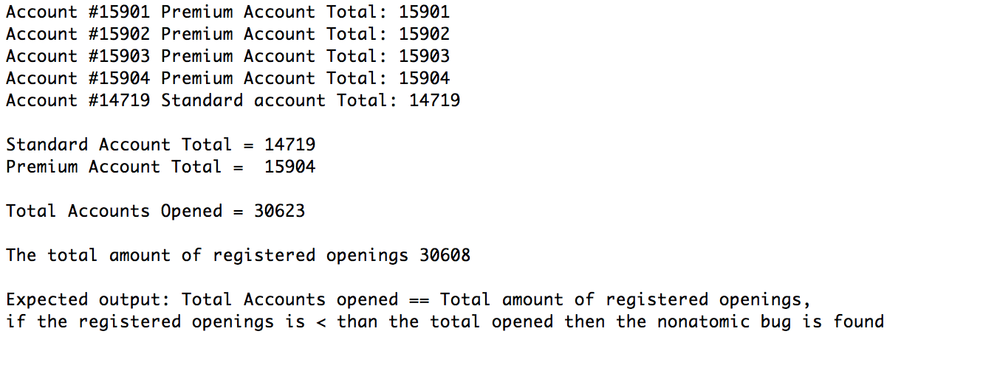 Account #15901 Premium Account Total: 15901
Account #15902 Premium Account Total: 15902
Account #15903 Premium Account Total: 15903
Account #15904 Premium Account Total: 15904
Account #14719 Standard account Total: 14719
Standard Account Total = 14719
Premium Account Total =  15904
Total Accounts Opened = 30623
The total amount of registered openings 30608
Expected output: Total Accounts opened == Total amount of registered openings,
if the registered openings is < than the total opened then the nonatomic bug is found